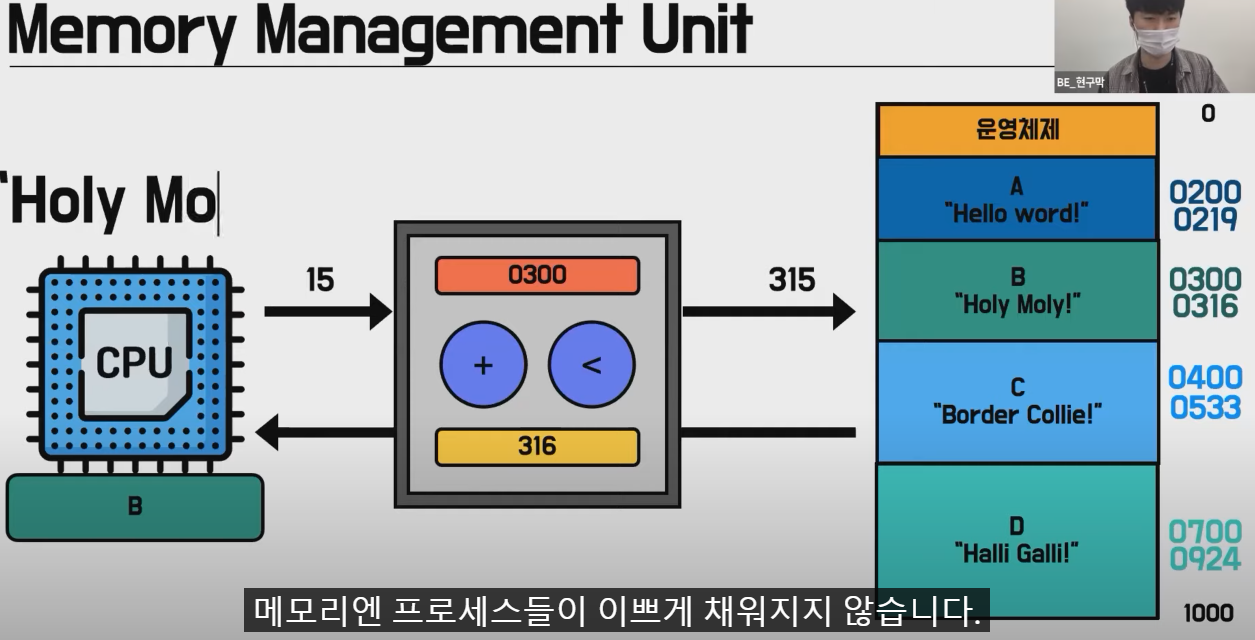 Memory Management Unit
BE_현구막
"Holy Mo
CPU
B
15
0300
+
<
316
315
운영체제
A
"Hello word!"
B
"Holy Moly!"
C
"Border Collie!"
D
"Halli Galli!"
0
0200
0219
0300
0316
0400
0533
0700
0924
1000
메모리엔 프로세스들이 이쁘게 채워지지 않습니다.